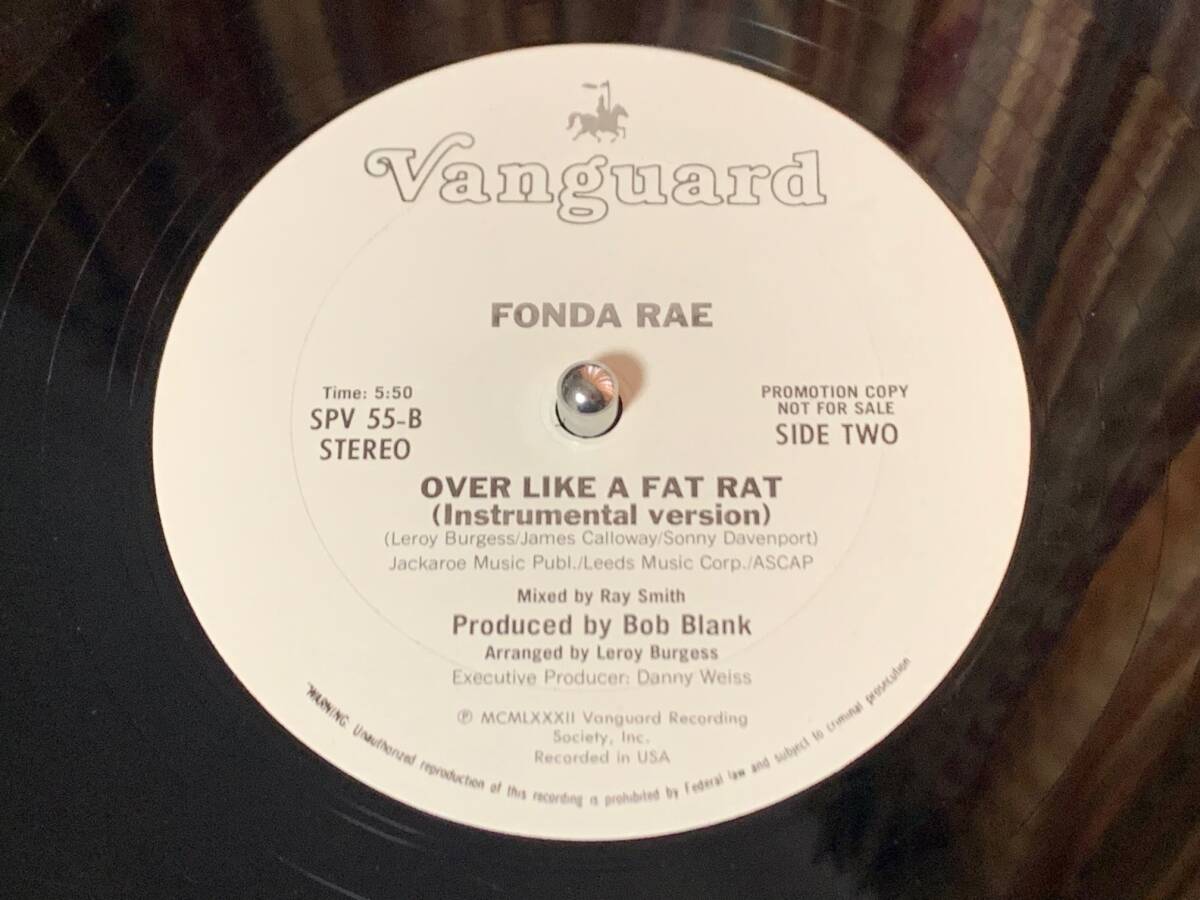 Vanguard
FONDA RAE
Time: 5:50
SPV 55-B
STEREO
PROMOTION COPY
NOT FOR SALE
SIDE TWO
OVER LIKE A FAT RAT
(Instrumental version)
(Leroy Burgess/James Calloway/Sonny Davenport)
Jackaroe Music Publ./Leeds Music Corp./ASCAP
Mixed by Ray Smith
Produced by Bob Blank
Arranged by Leroy Burgess
Executive Producer: Danny Weiss
℗ MCMLXXXII Vanguard Recording
Society, Inc.
Recorded in USA
"WARNING: Unauthorized reproduction of this recording is prohibited by Federal law and subject to criminal prosecution